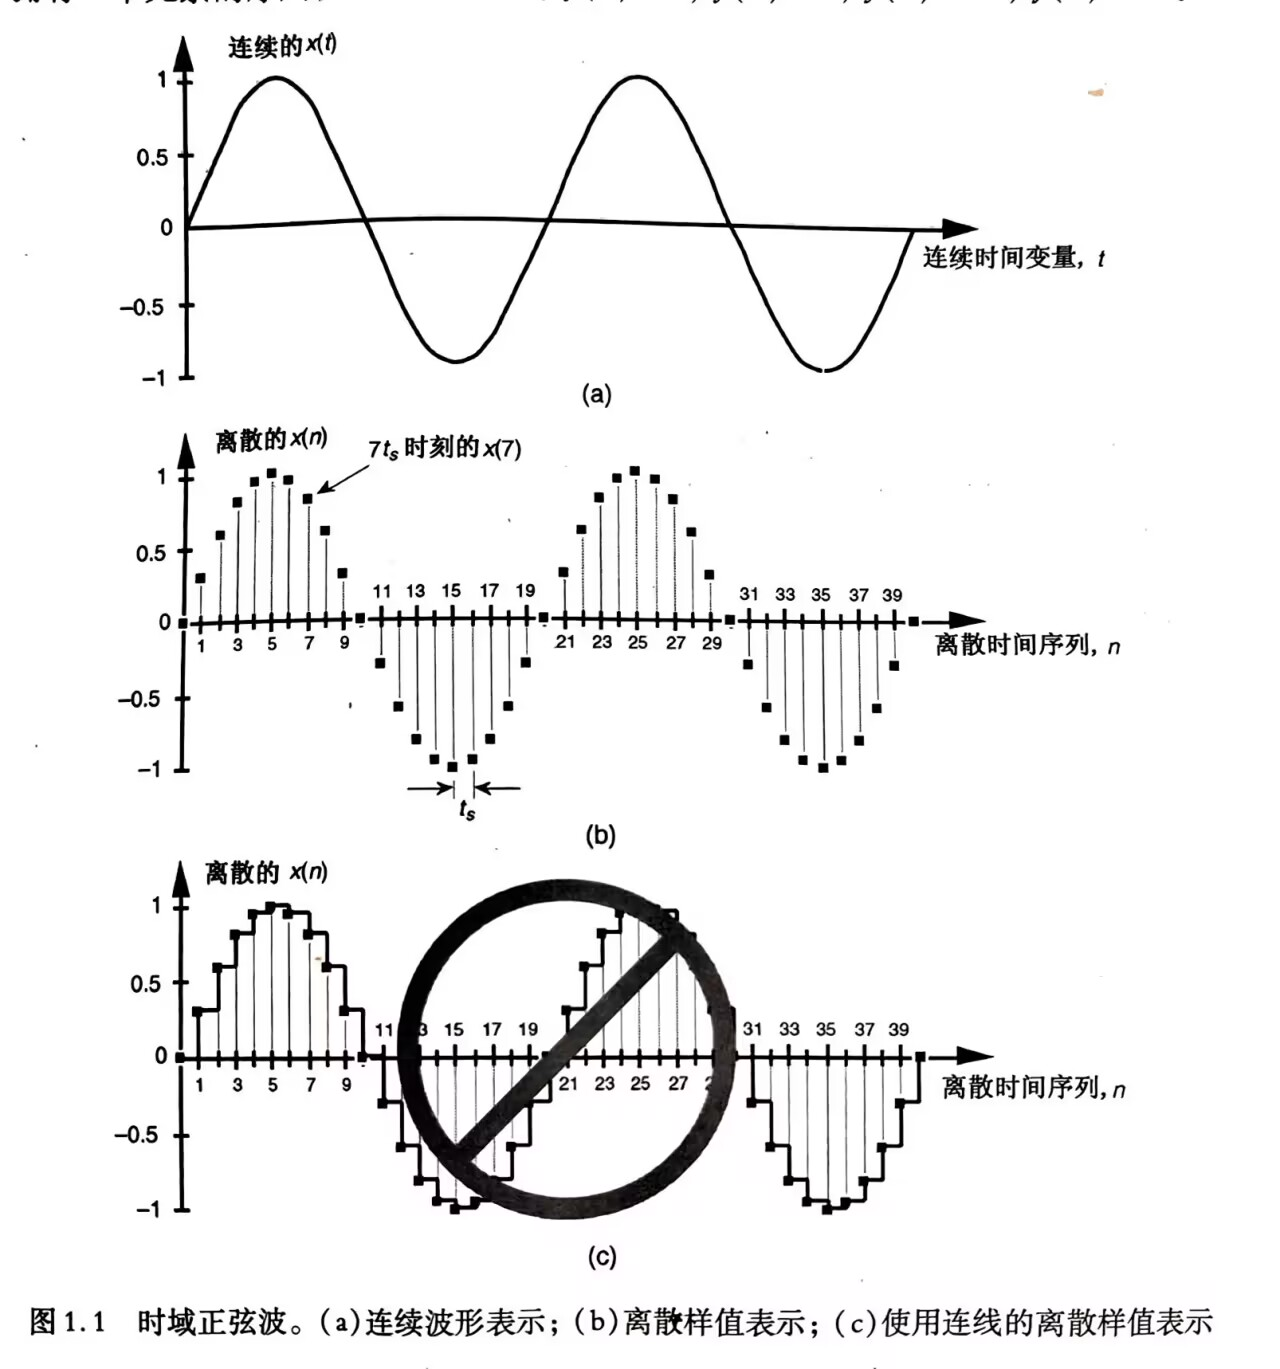 连续的x(t)
1
0.5
0
−0.5
−1
连续时间变量, t
(a)
离散的x(n)
7ts 时刻的x(7)
1
0.5
11 13 15 17 19 31 33 35 37 39
0
1 3 5 7 9 21 23 25 27 29
离散时间序列, n
−0.5
−1
ts
(b)
离散的 x(n)
1
0.5
11 3 15 17 19 31 33 35 37 39
0
1 3 5 7 9 21 23 25 27 2
离散时间序列, n
−0.5
−1
(c)
图1.1 时域正弦波。(a)连续波形表示;(b)离散样值表示;(c)使用连线的离散样值表示